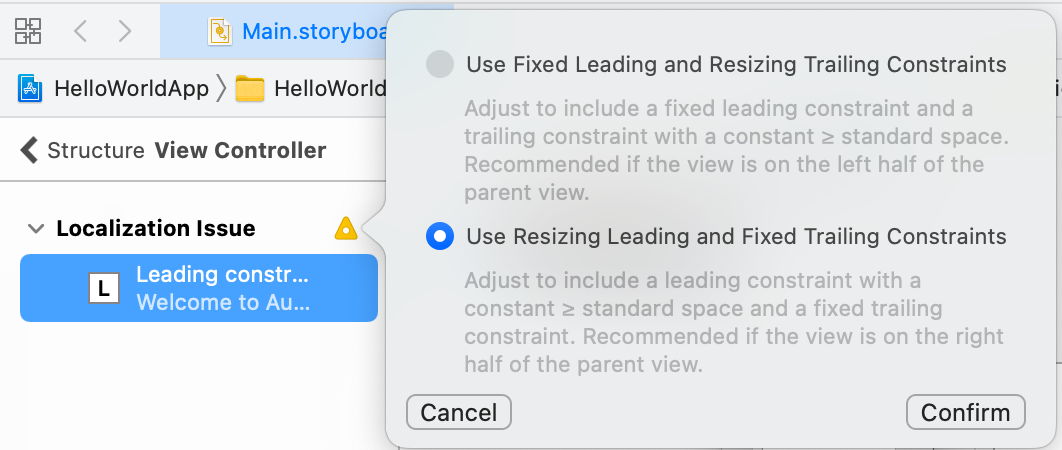 Main.storyboa
Use Fixed Leading and Resizing Trailing Constraints
HelloWorldApp
HelloWorld
Adjust to include a fixed leading constraint and a
trailing constraint with a constant ≥ standard space.
Recommended if the view is on the left half of the
parent view.
Structure View Controller
Localization Issue
Use Resizing Leading and Fixed Trailing Constraints
L
Leading constr...
Welcome to Au...
Adjust to include a leading constraint with a
constant ≥ standard space and a fixed trailing
constraint. Recommended if the view is on the right
half of the parent view.
Cancel
Confirm